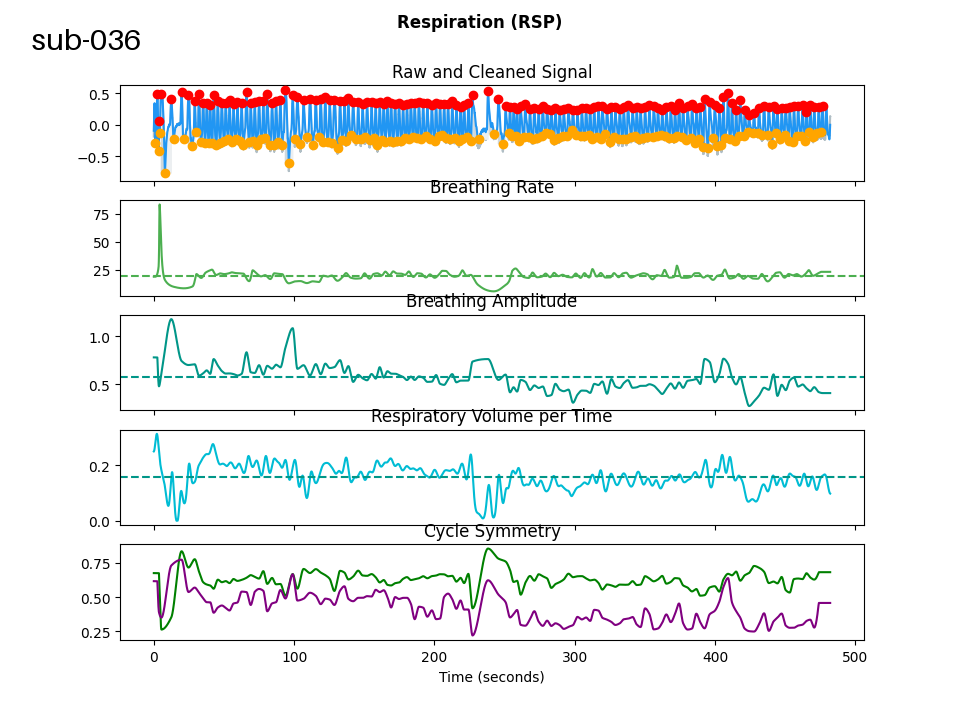 Respiration (RSP)
sub-036
Raw and Cleaned Signal
0.5
0.0
−0.5
Breathing Rate
75
50
25
Breathing Amplitude
1.0
0.5
Respiratory Volume per Time
0.2
0.0
Cycle Symmetry
0.75
0.50
0.25
0 100 200 300 400 500
Time (seconds)